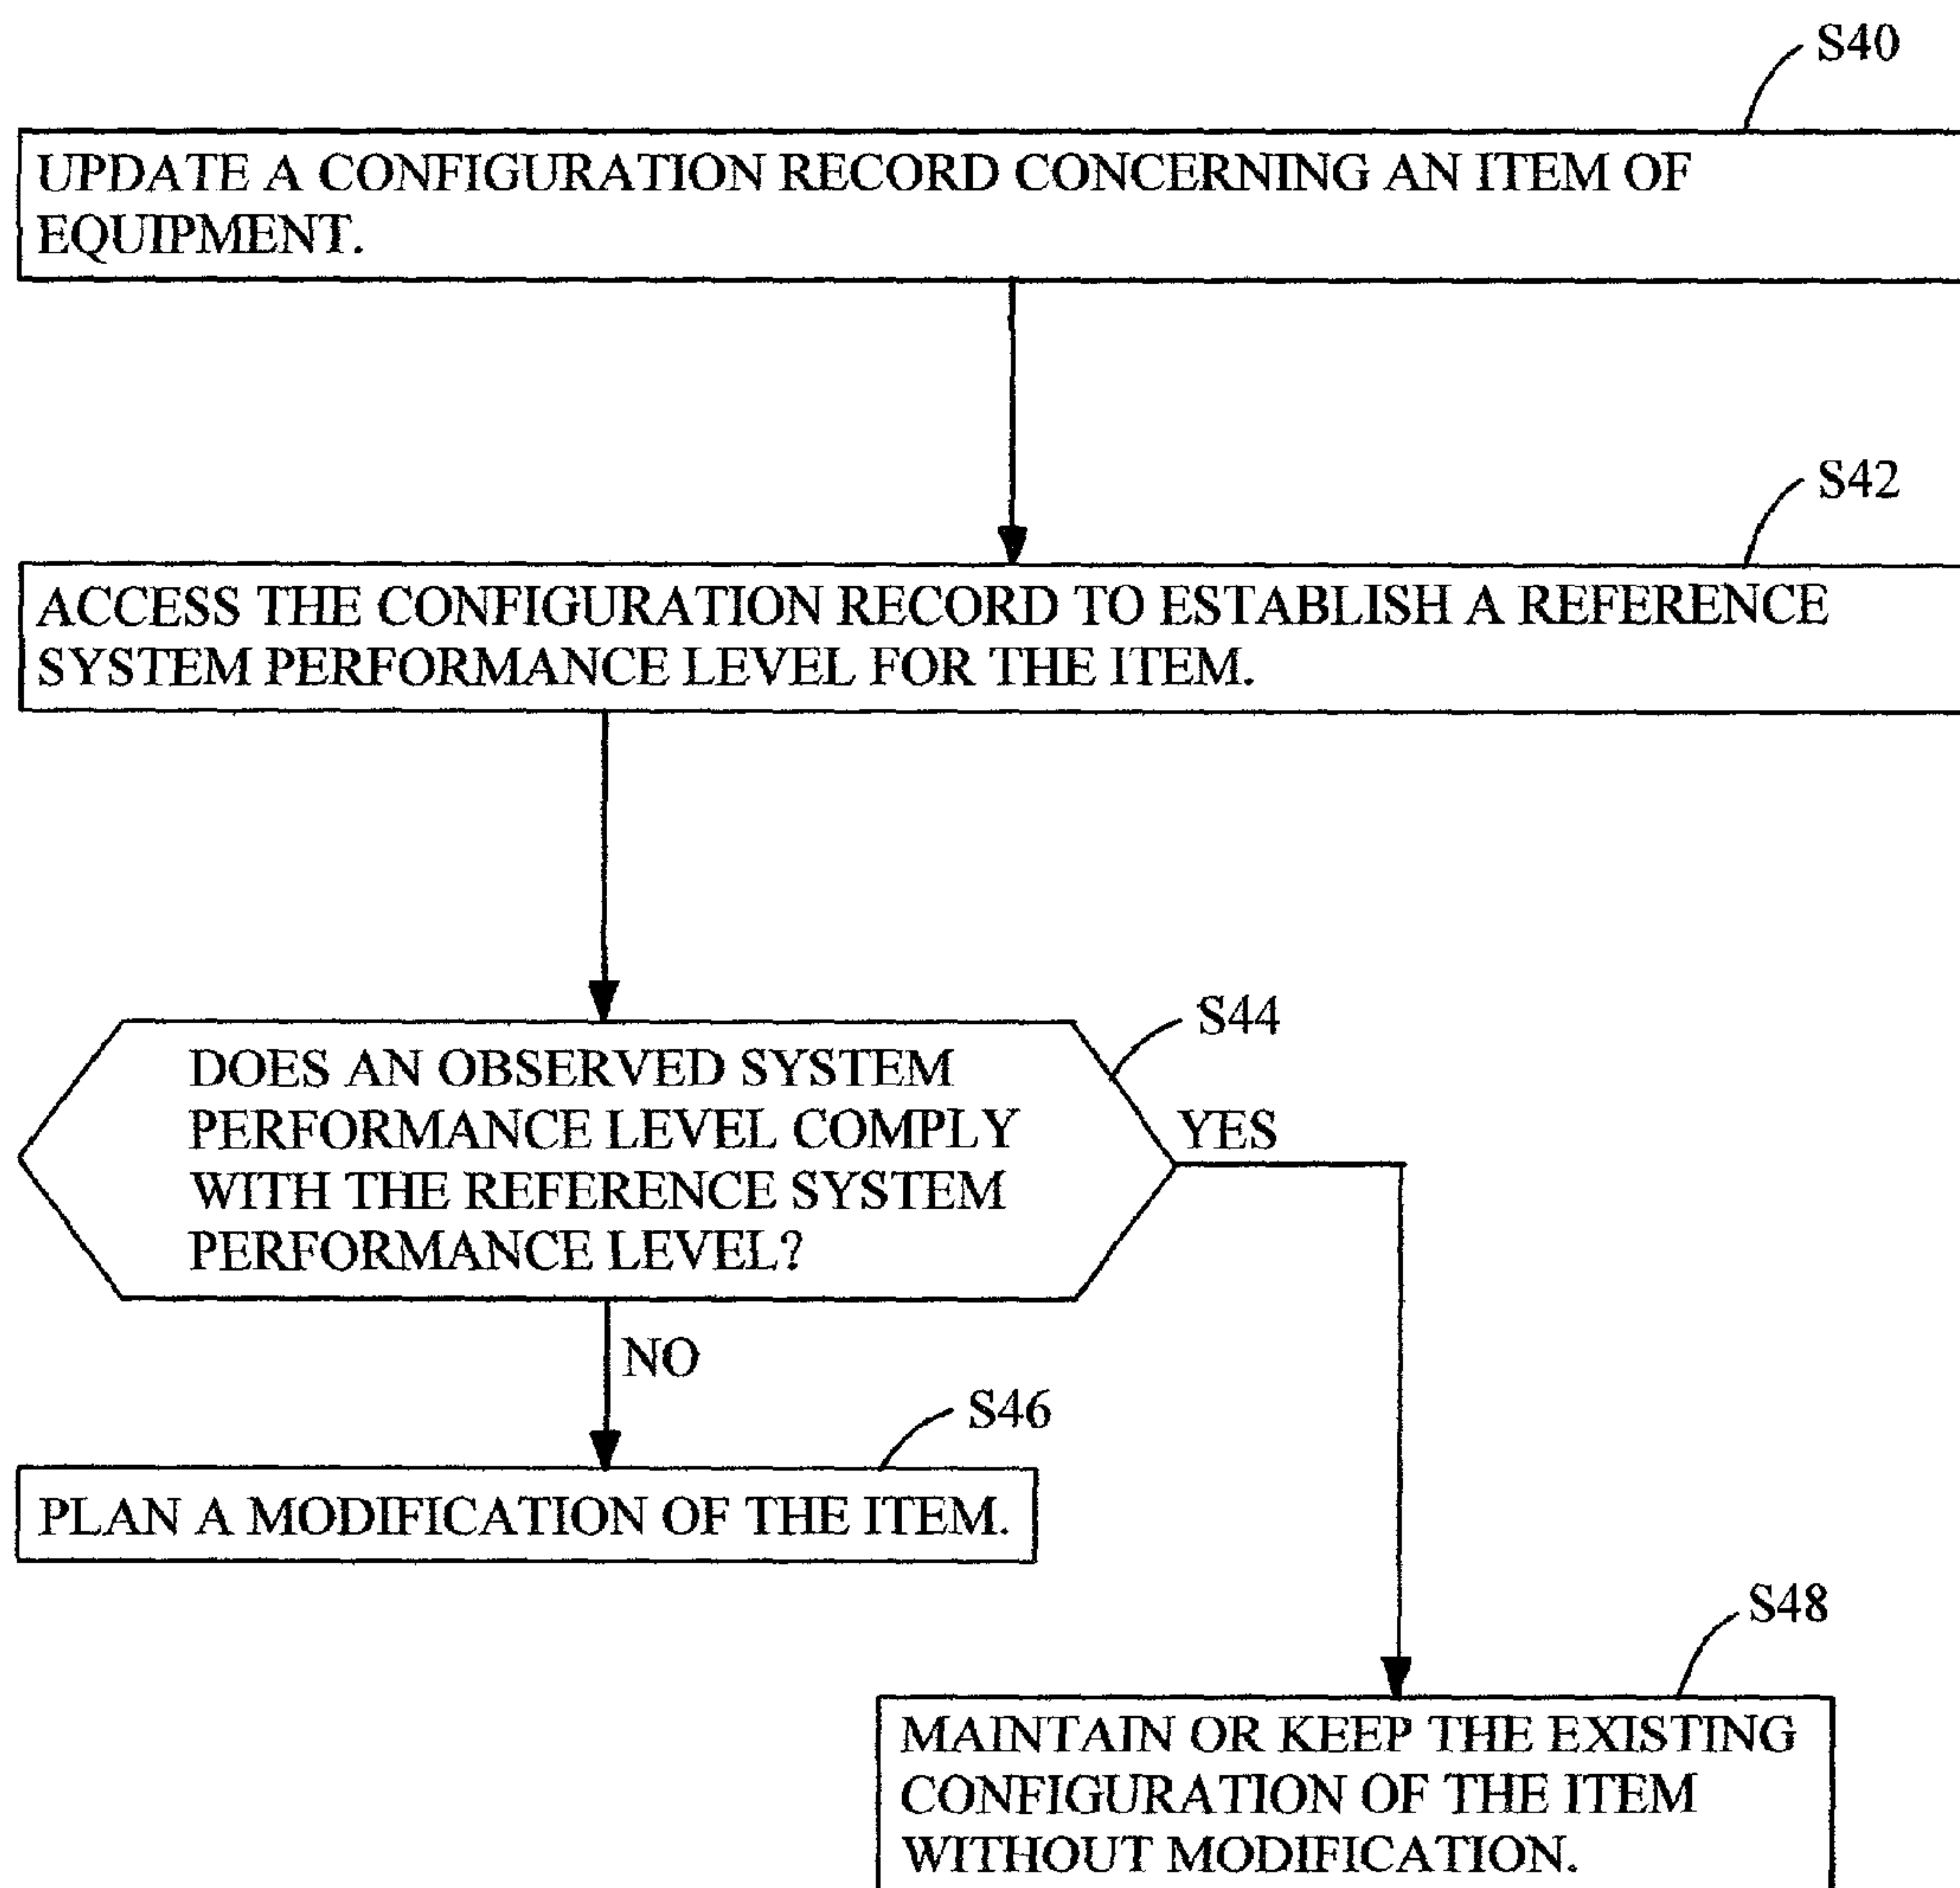 S40
UPDATE A CONFIGURATION RECORD CONCERNING AN ITEM OF
EQUIPMENT.
S42
ACCESS THE CONFIGURATION RECORD TO ESTABLISH A REFERENCE
SYSTEM PERFORMANCE LEVEL FOR THE ITEM.
S44
DOES AN OBSERVED SYSTEM
PERFORMANCE LEVEL COMPLY
WITH THE REFERENCE SYSTEM
PERFORMANCE LEVEL?
YES
NO
S46
PLAN A MODIFICATION OF THE ITEM.
S48
MAINTAIN OR KEEP THE EXISTING
CONFIGURATION OF THE ITEM
WITHOUT MODIFICATION.